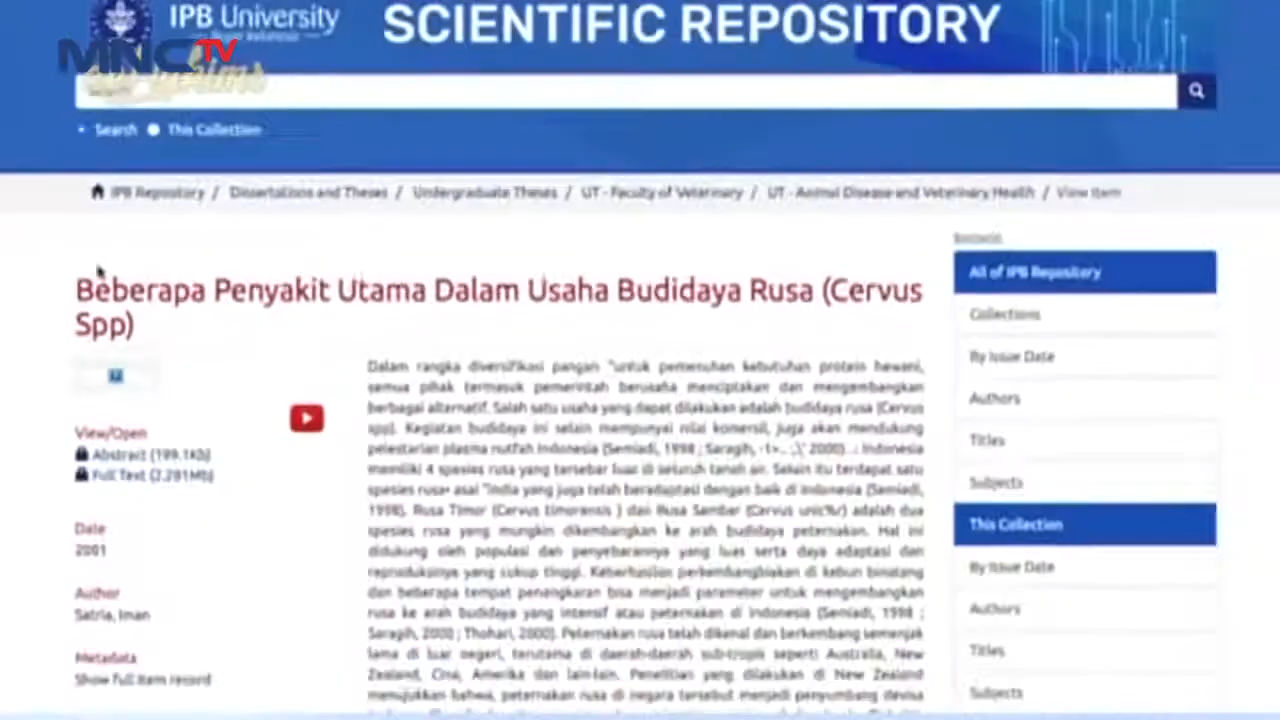 IPB University
SCIENTIFIC REPOSITORY
MNCTV
Search This Collection
IPB Repository / Dissertations and Theses / Undergraduate Theses / UT - Faculty of Veterinary / UT - Animal Disease and Veterinary Health / View Item
Beberapa Penyakit Utama Dalam Usaha Budidaya Rusa (Cervus
Spp)
View/Open
Abstract (199.1Kb)
Full Text (2.281Mb)
Date
2001
Author
Satria, Iman
Metadata
Show full item record
Dalam rangka diversifikasi pangan "untuk pemenuhan kebutuhan protein hewani,
semua pihak termasuk pemerintah berusaha menciptakan dan mengembangkan
berbagai alternatif. Salah satu usaha yang dapat dilakukan adalah budidaya rusa (Cervus
spp). Kegiatan budidaya ini selain mempunyai nilai komersil, juga akan mendukung
pelestarian plasma nutfah Indonesia (Semiadi, 1998 ; Saragih, 2000) Indonesia
memiliki 4 spesies rusa yang tersebar luar di seluruh tanah air. Selain itu terdapat satu
spesies rusa• asal "India yang juga telah beradaptasi dengan baik di Indonesia (Semiadi,
1998). Rusa Timor (Cervus timorensis ) dan Rusa Sambar (Cervus unic%r) adalah dua
spesies rusa yang mungkin dikembangkan ke arah budidaya peternakan. Hal ini
didukung oleh populasi dan penyebarannya yang luas serta daya adaptasi dan
reproduksinya yang cukup tinggi. Keberhasilan perkembangbiakan di kebun binatang
dan beberapa tempat penangkaran bisa menjadi parameter untuk mengembangkan
rusa ke arah budidaya yang intensif atau peternakan di Indonesia (Semiadi, 1998 ;
Saragih, 2000 ; Thohari, 2000). Peternakan rusa telah dikenal dan berkembang semenjak
lama di luar negeri, terutama di daerah-daerah sub-tropis seperti Australia, New
Zealand, Cina, Amerika dan lain-lain. Penelitian yang dilakukan di New Zealand
menujukkan bahwa, peternakan rusa di negara tersebut menjadi penyumbang devisa
BROWSE
All of IPB Repository
Collections
By Issue Date
Authors
Titles
Subjects
This Collection
By Issue Date
Authors
Titles
Subjects